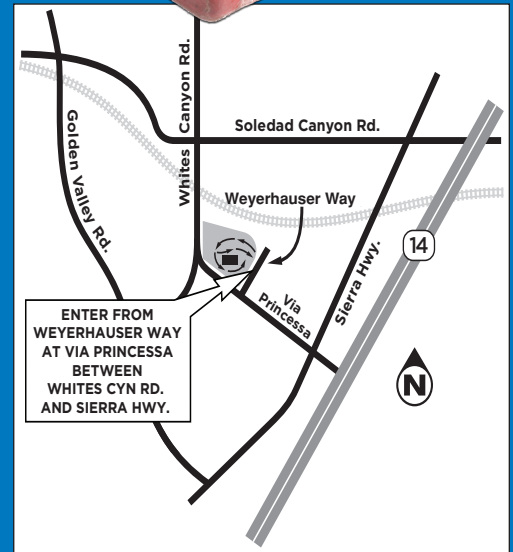 Whites Canyon Rd.
Soledad Canyon Rd.
Golden Valley Rd.
Weyerhauser Way
14
Sierra Hwy.
Via
Princessa
ENTER FROM
WEYERHAUSER WAY
AT VIA PRINCESSA
BETWEEN
WHITES CYN RD.
AND SIERRA HWY.
N